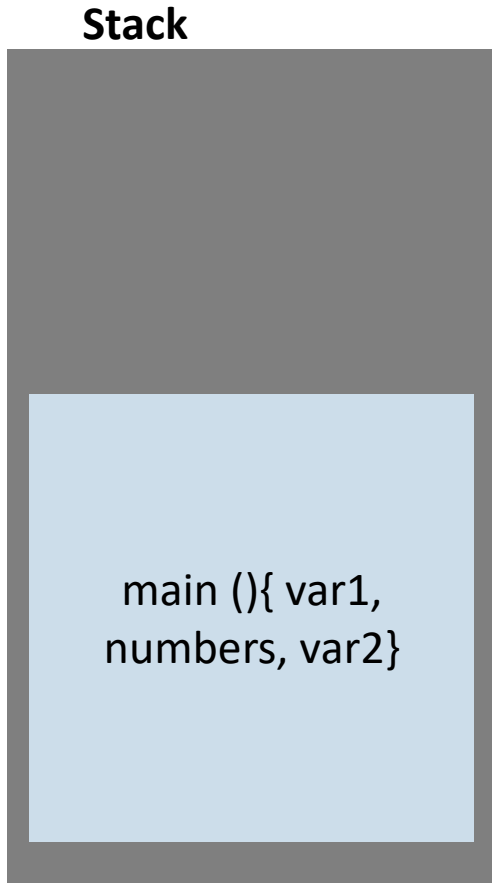 Stack
main (){ var1,
numbers, var2}